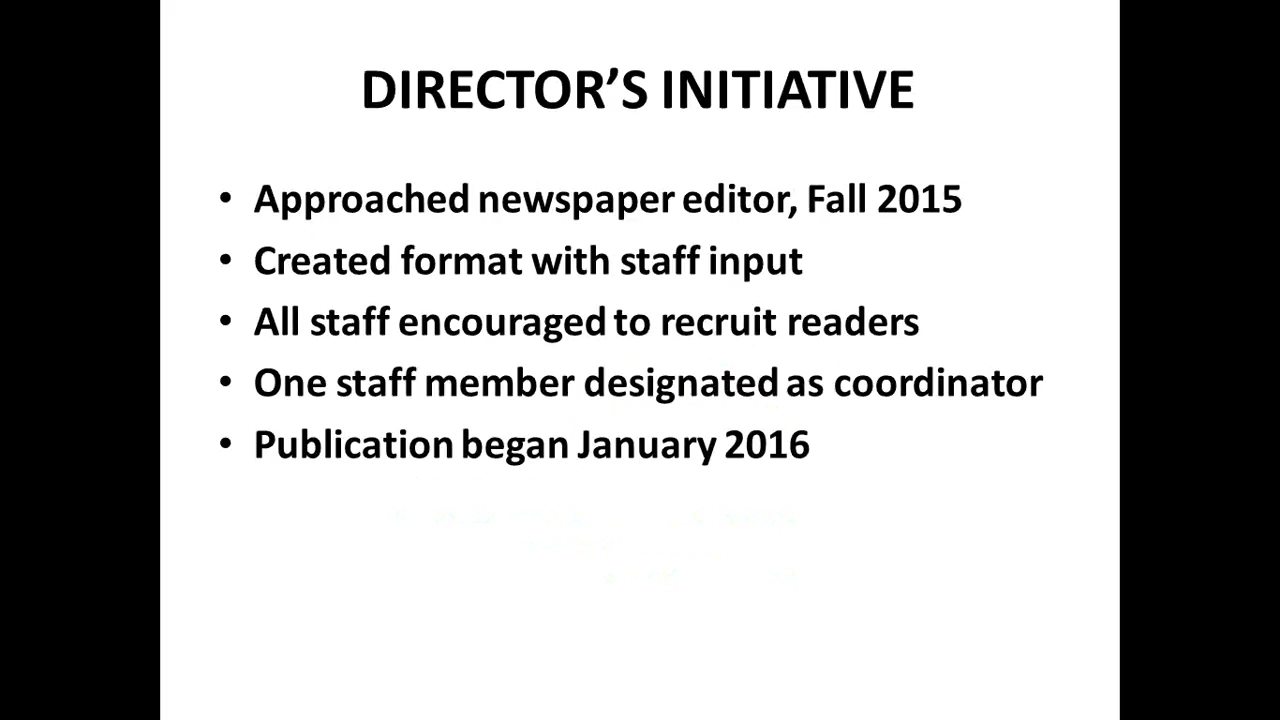 DIRECTOR’S INITIATIVE
• Approached newspaper editor, Fall 2015
• Created format with staff input
• All staff encouraged to recruit readers
• One staff member designated as coordinator
• Publication began January 2016